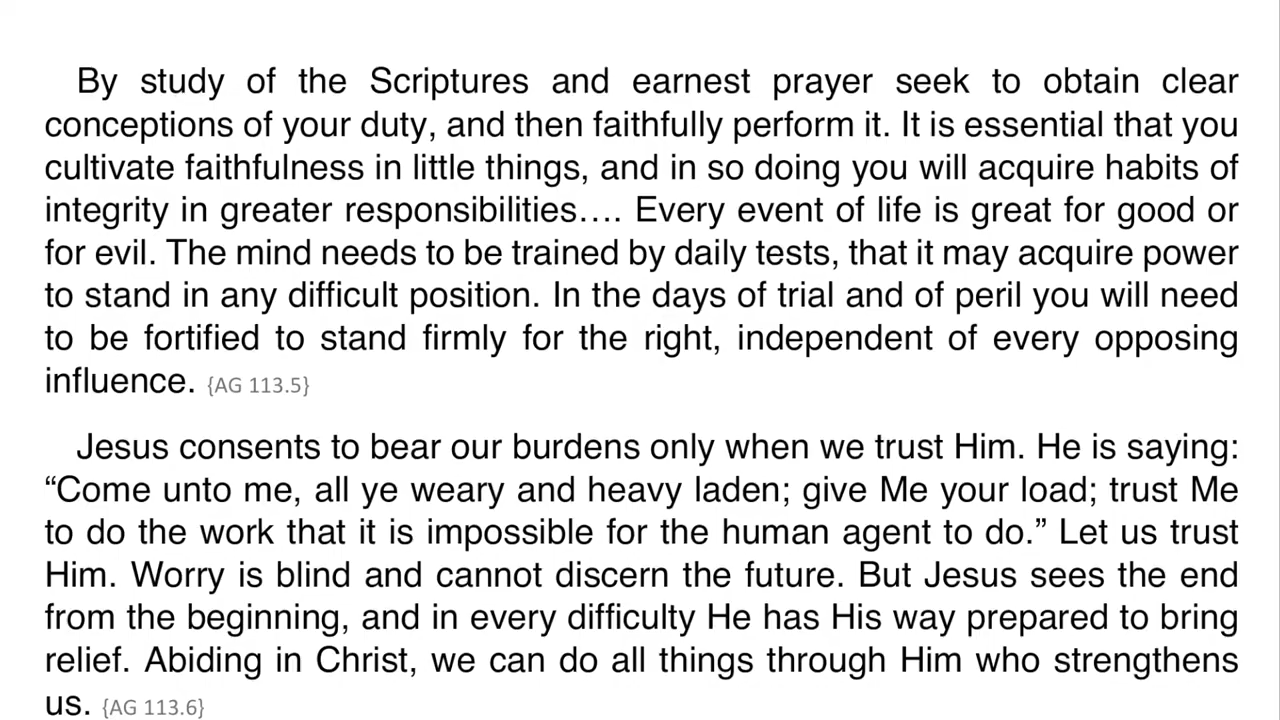 By study of the Scriptures and earnest prayer seek to obtain clear
conceptions of your duty, and then faithfully perform it. It is essential that you
cultivate faithfulness in little things, and in so doing you will acquire habits of
integrity in greater responsibilities…. Every event of life is great for good or
for evil. The mind needs to be trained by daily tests, that it may acquire power
to stand in any difficult position. In the days of trial and of peril you will need
to be fortified to stand firmly for the right, independent of every opposing
influence. {AG 113.5}
Jesus consents to bear our burdens only when we trust Him. He is saying:
“Come unto me, all ye weary and heavy laden; give Me your load; trust Me
to do the work that it is impossible for the human agent to do.” Let us trust
Him. Worry is blind and cannot discern the future. But Jesus sees the end
from the beginning, and in every difficulty He has His way prepared to bring
relief. Abiding in Christ, we can do all things through Him who strengthens
us. {AG 113.6}